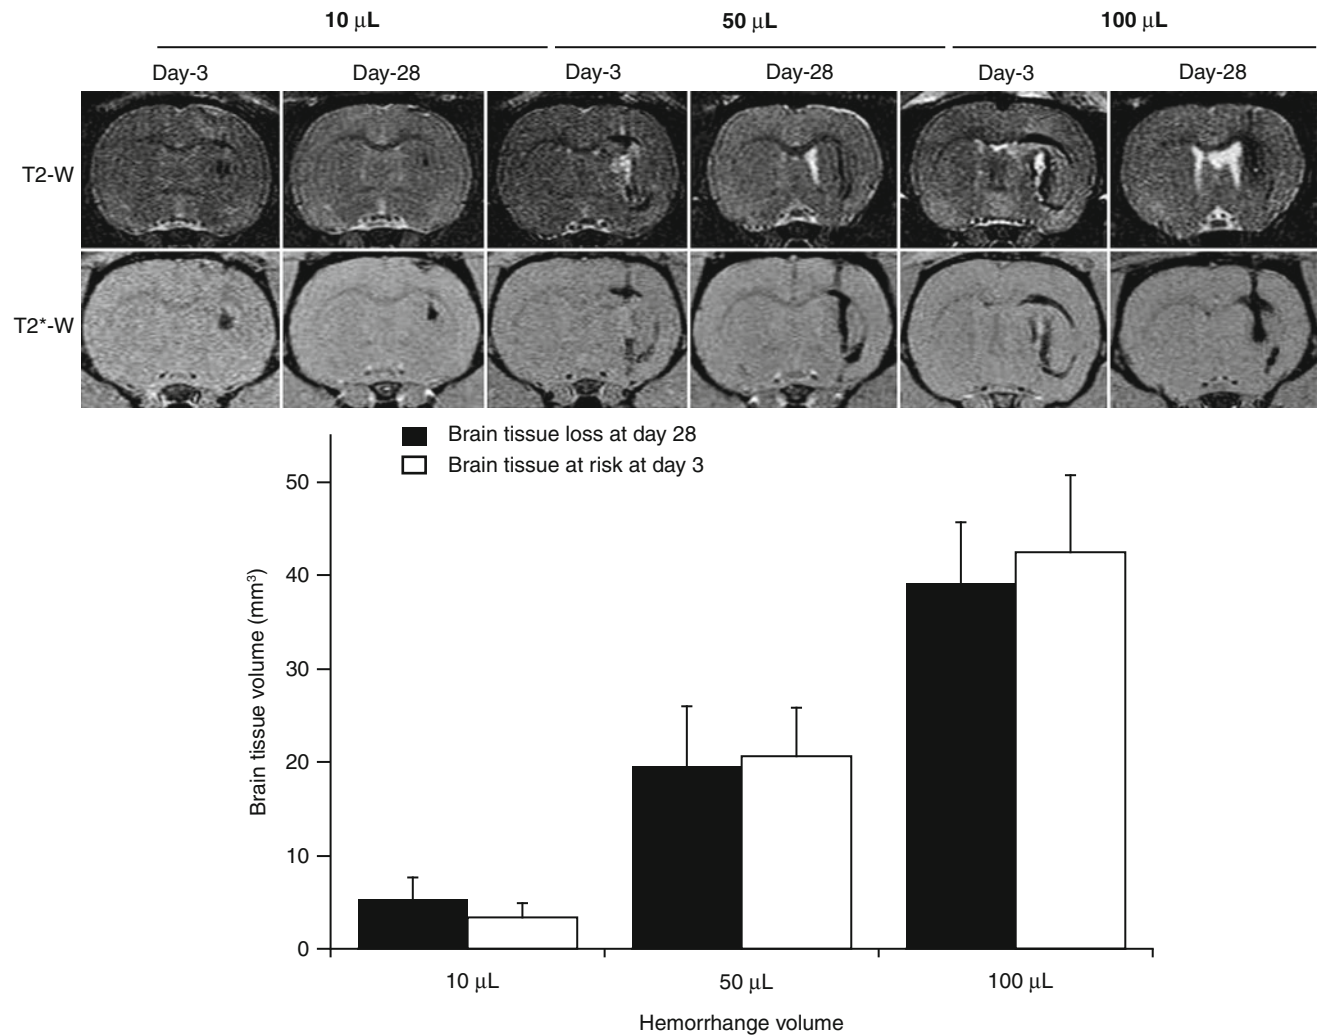 10 μL 50 μL 100 μL
Day-3 Day-28 Day-3 Day-28 Day-3 Day-28
T2-W
T2*-W
Brain tissue loss at day 28
Brain tissue at risk at day 3
Brain tissue volume (mm³)
50
40
30
20
10
0
10 μL 50 μL 100 μL
Hemorrhange volume